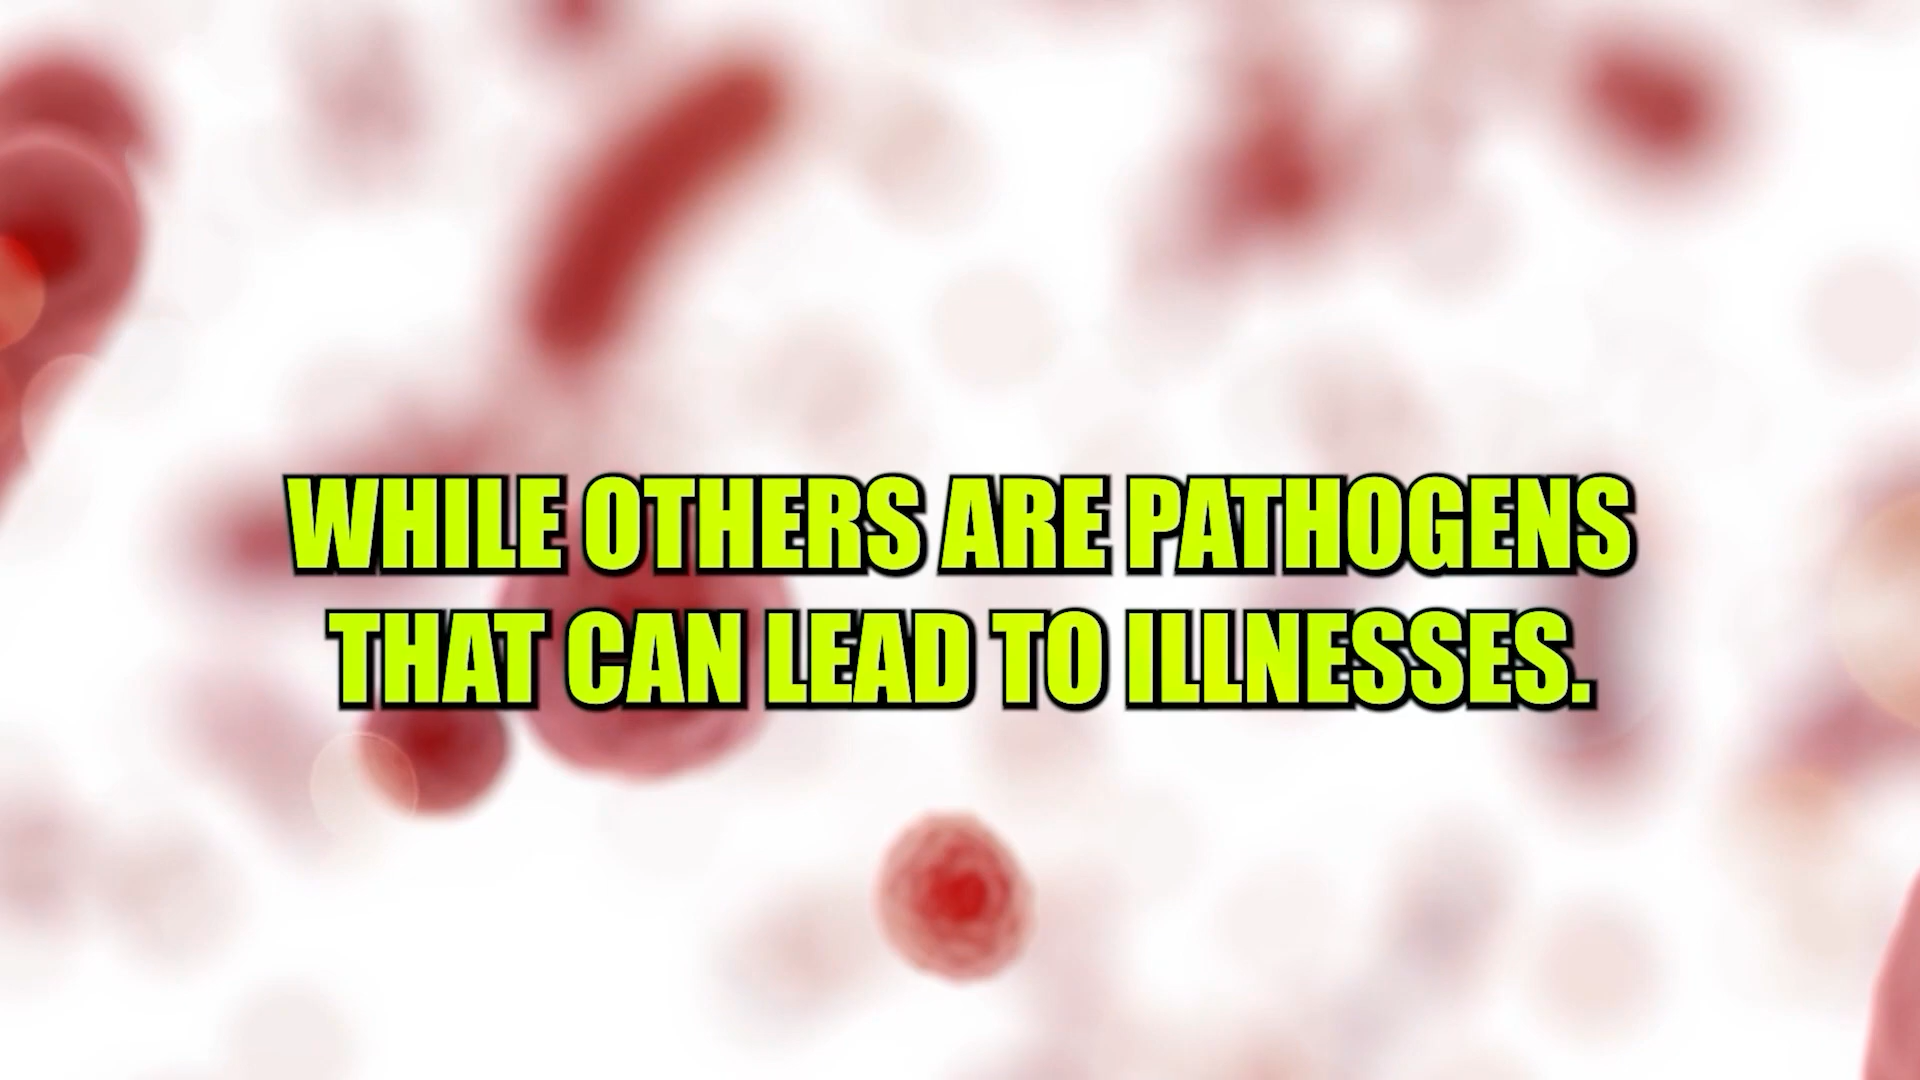 WHILE OTHERS ARE PATHOGENS
THAT CAN LEAD TO ILLNESSES.